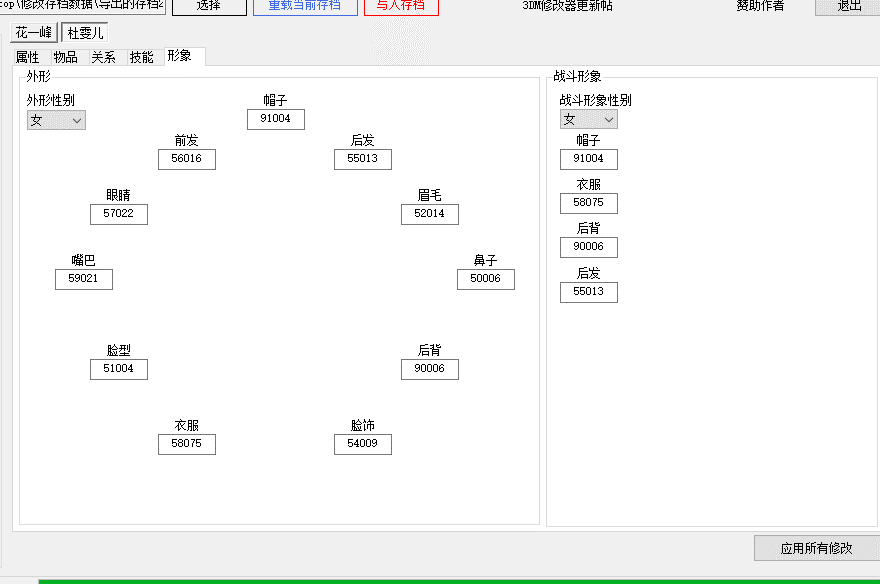 top\修改存档数据\导出的存档2 选择 重载当前存档 写入存档 3DM修改器更新帖 赞助作者 退出
花一峰 杜雯儿
属性 物品 关系 技能 形象
外形
外形性别
女
帽子
91004
前发
56016
后发
55013
眼睛
57022
眉毛
52014
嘴巴
59021
鼻子
50006
脸型
51004
后背
90006
衣服
58075
脸饰
54009
战斗形象
战斗形象性别
女
帽子
91004
衣服
58075
后背
90006
后发
55013
应用所有修改